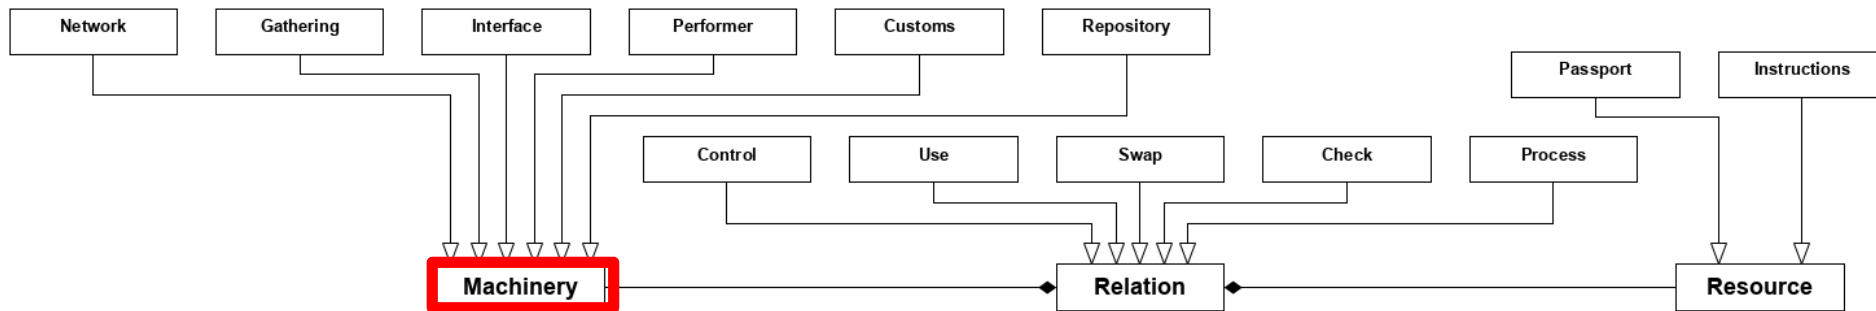 Network
Gathering
Interface
Performer
Customs
Repository
Passport
Instructions
Control
Use
Swap
Check
Process
Machinery
Relation
Resource